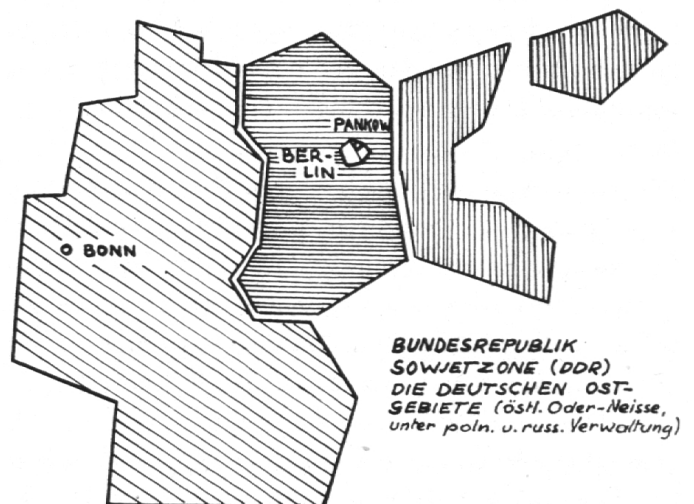 PANKOW
BER-
LIN
BONN
BUNDESREPUBLIK
SOWJETZONE (DDR)
DIE DEUTSCHEN OST-
GEBIETE (östl. Oder-Neisse,
unter poln. u. russ. Verwaltung)